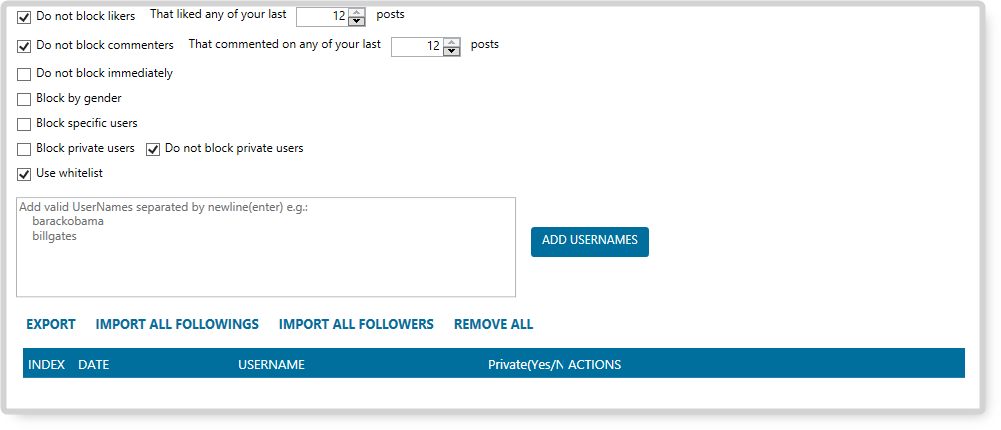 Do not block likers That liked any of your last 12 posts
Do not block commenters That commented on any of your last 12 posts
Do not block immediately
Block by gender
Block specific users
Block private users Do not block private users
Use whitelist
Add valid UserNames separated by newline(enter) e.g.:
barackobama
billgates
ADD USERNAMES
EXPORT IMPORT ALL FOLLOWINGS IMPORT ALL FOLLOWERS REMOVE ALL
INDEX DATE USERNAME Private(Yes/N ACTIONS